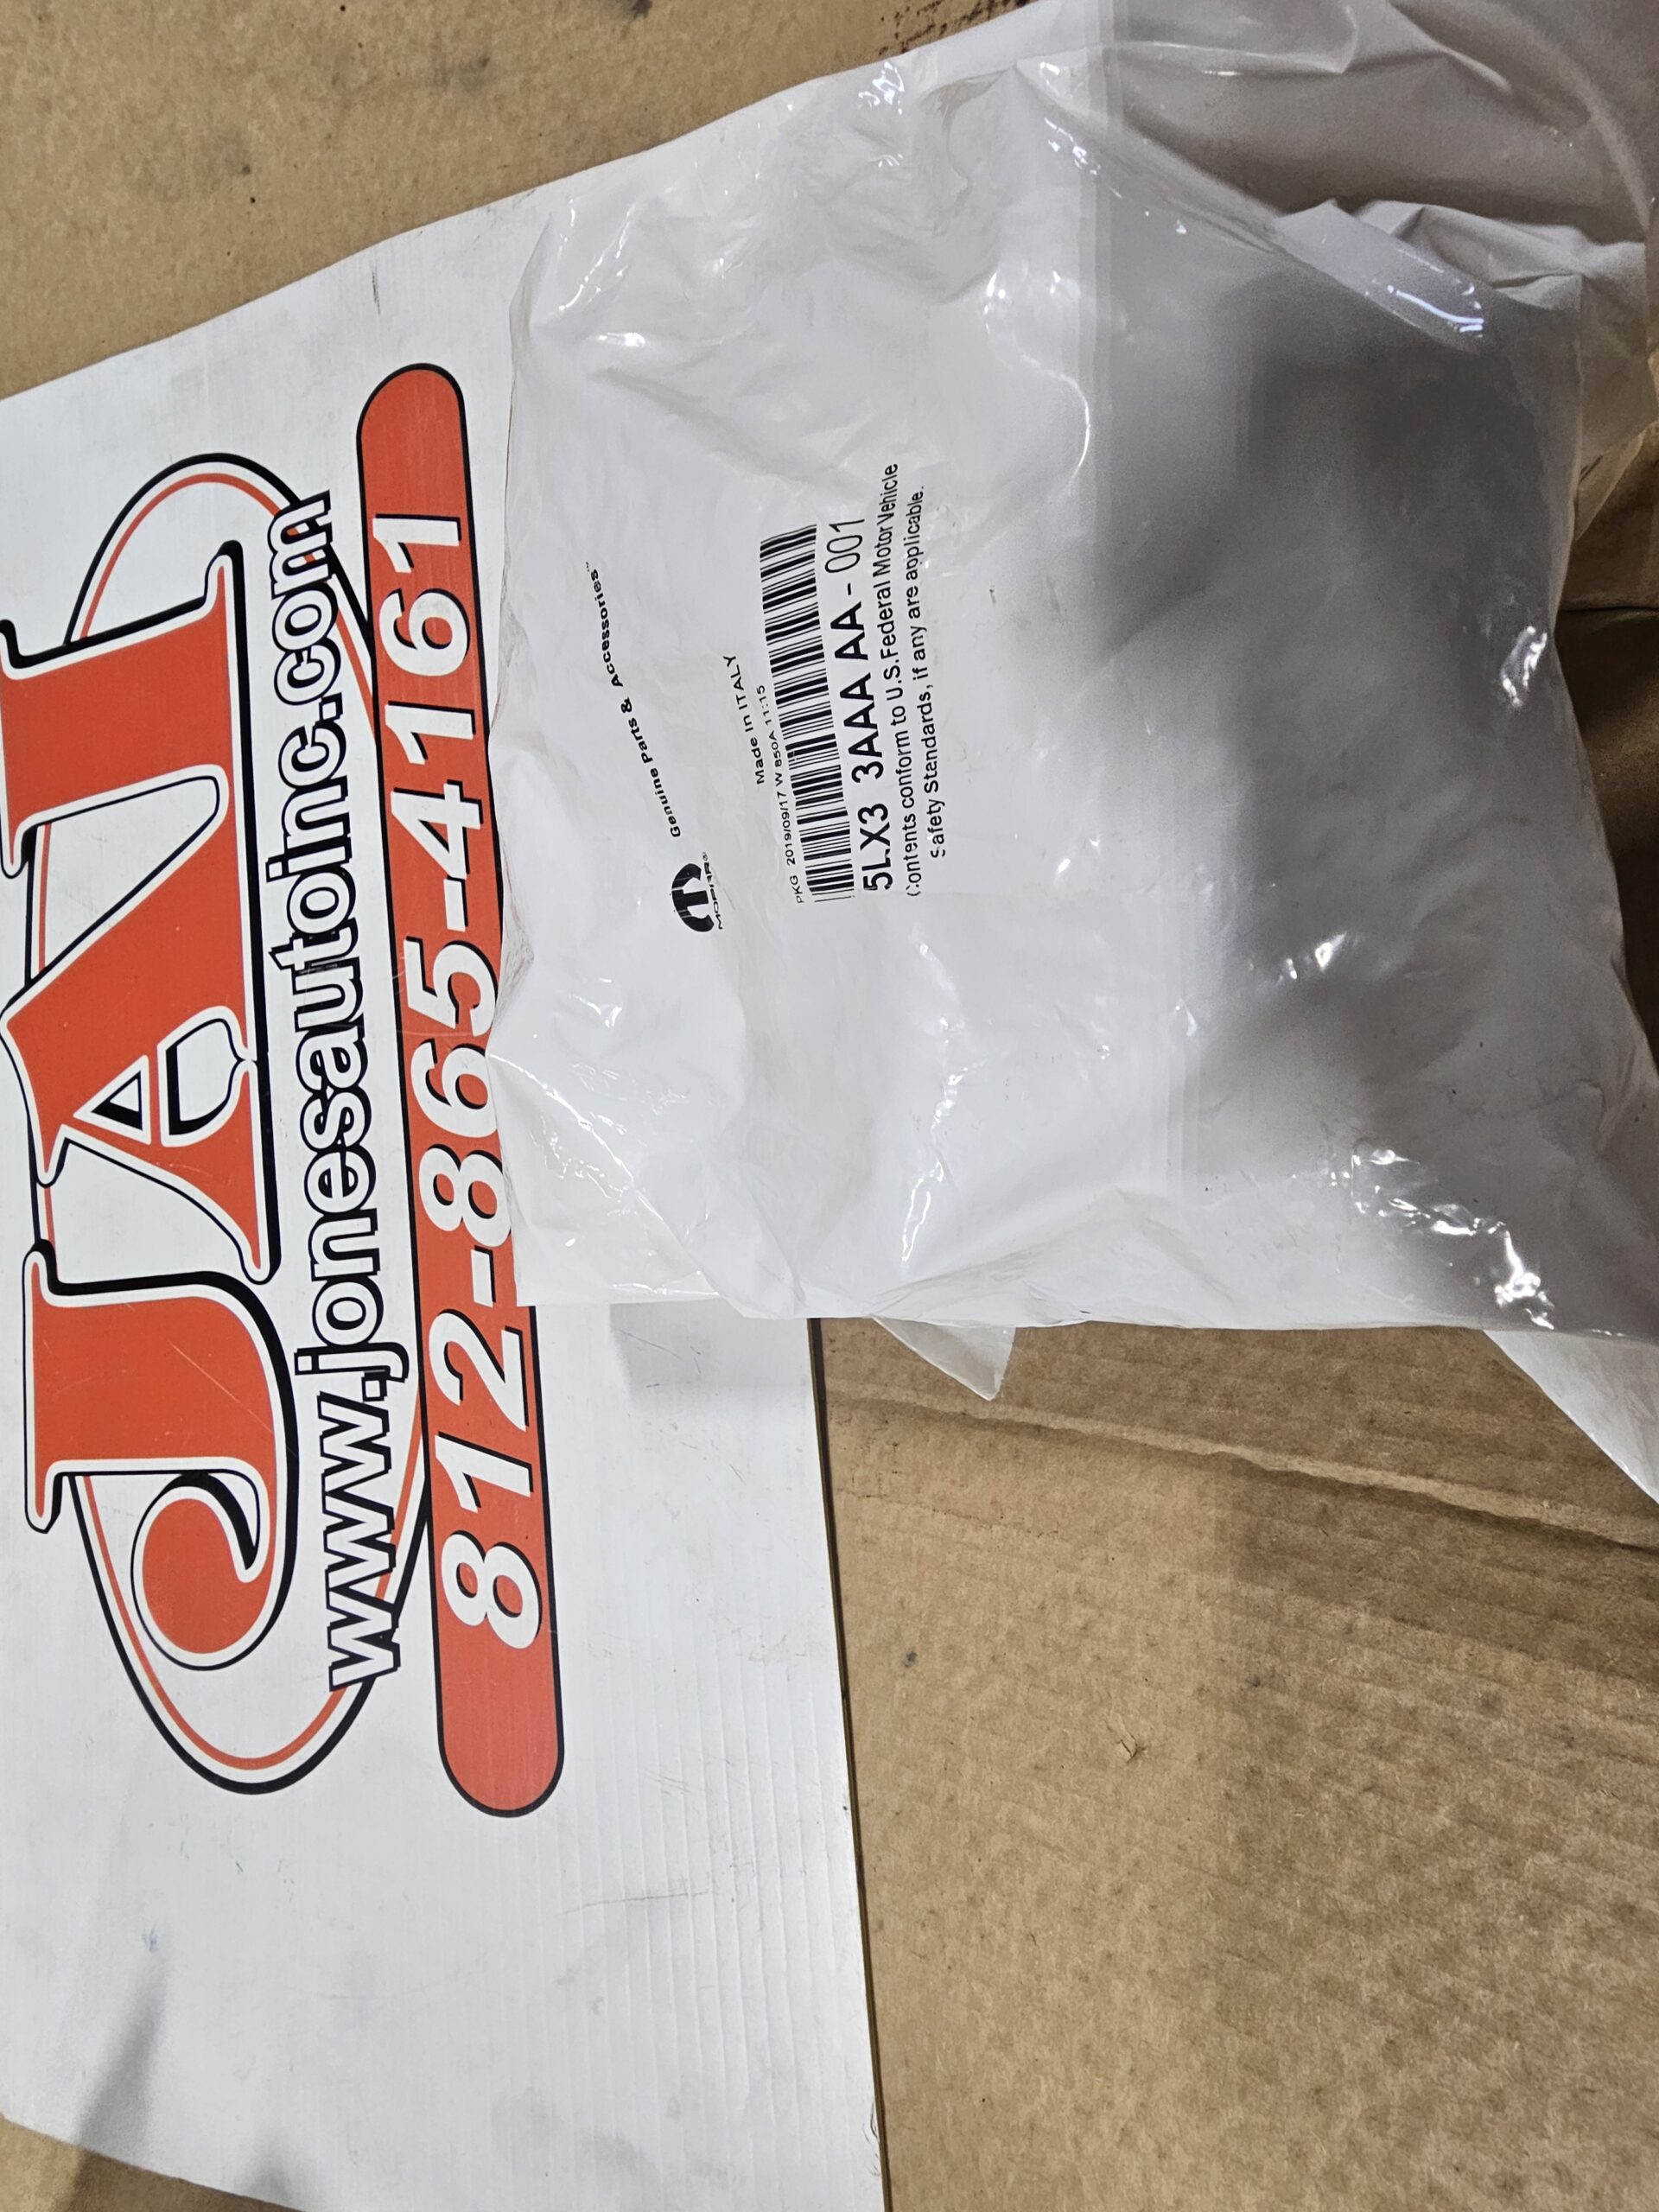 JAI
www.jonesautoinc.com
812-865-4161
MOPAR® Genuine Parts & Accessories™
Made In ITALY
PKG 2019/09/17 W 850A 11:15
5LX3 3AAA AA - 001
Contents conform to U.S. Federal Motor Vehicle
Safety Standards, if any are applicable.